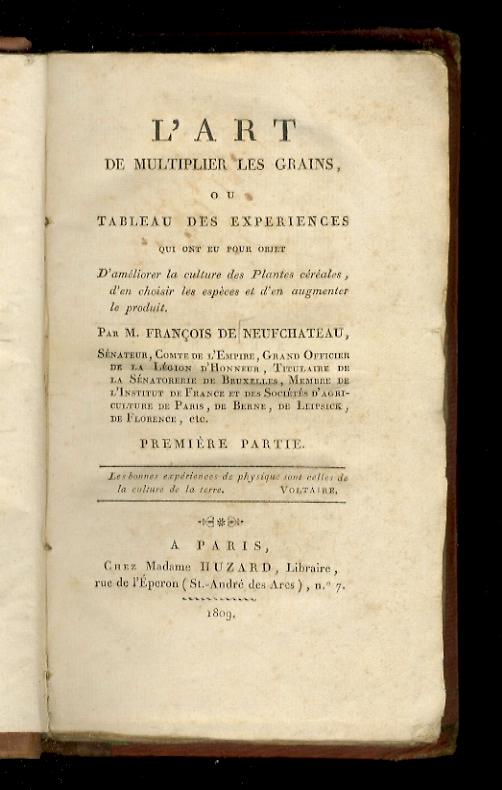 L'ART
DE MULTIPLIER LES GRAINS,
OU
TABLEAU DES EXPERIENCES
QUI ONT EU POUR OBJET
D'améliorer la culture des Plantes céréales,
d'en choisir les espèces et d'en augmenter
le produit.
PAR M. FRANÇOIS DE NEUFCHATEAU,
SÉNATEUR, COMTE DE L'EMPIRE, GRAND OFFICIER
DE LA LÉGION D'HONNEUR, TITULAIRE DE
LA SÉNATORERIE DE BRUXELLES, MEMBRE DE
L'INSTITUT DE FRANCE ET DES SOCIÉTÉS D'AGRI-
CULTURE DE PARIS, DE BERNE, DE LEIPSICK,
DE FLORENCE, etc.
PREMIÈRE PARTIE.
Les bonnes expériences de physique sont celles de
la culture de la terre. VOLTAIRE,
A PARIS,
CHEZ Madame HUZARD, Libraire,
rue de l'Éperon (St.-André des Arcs), n.° 7.
1809.